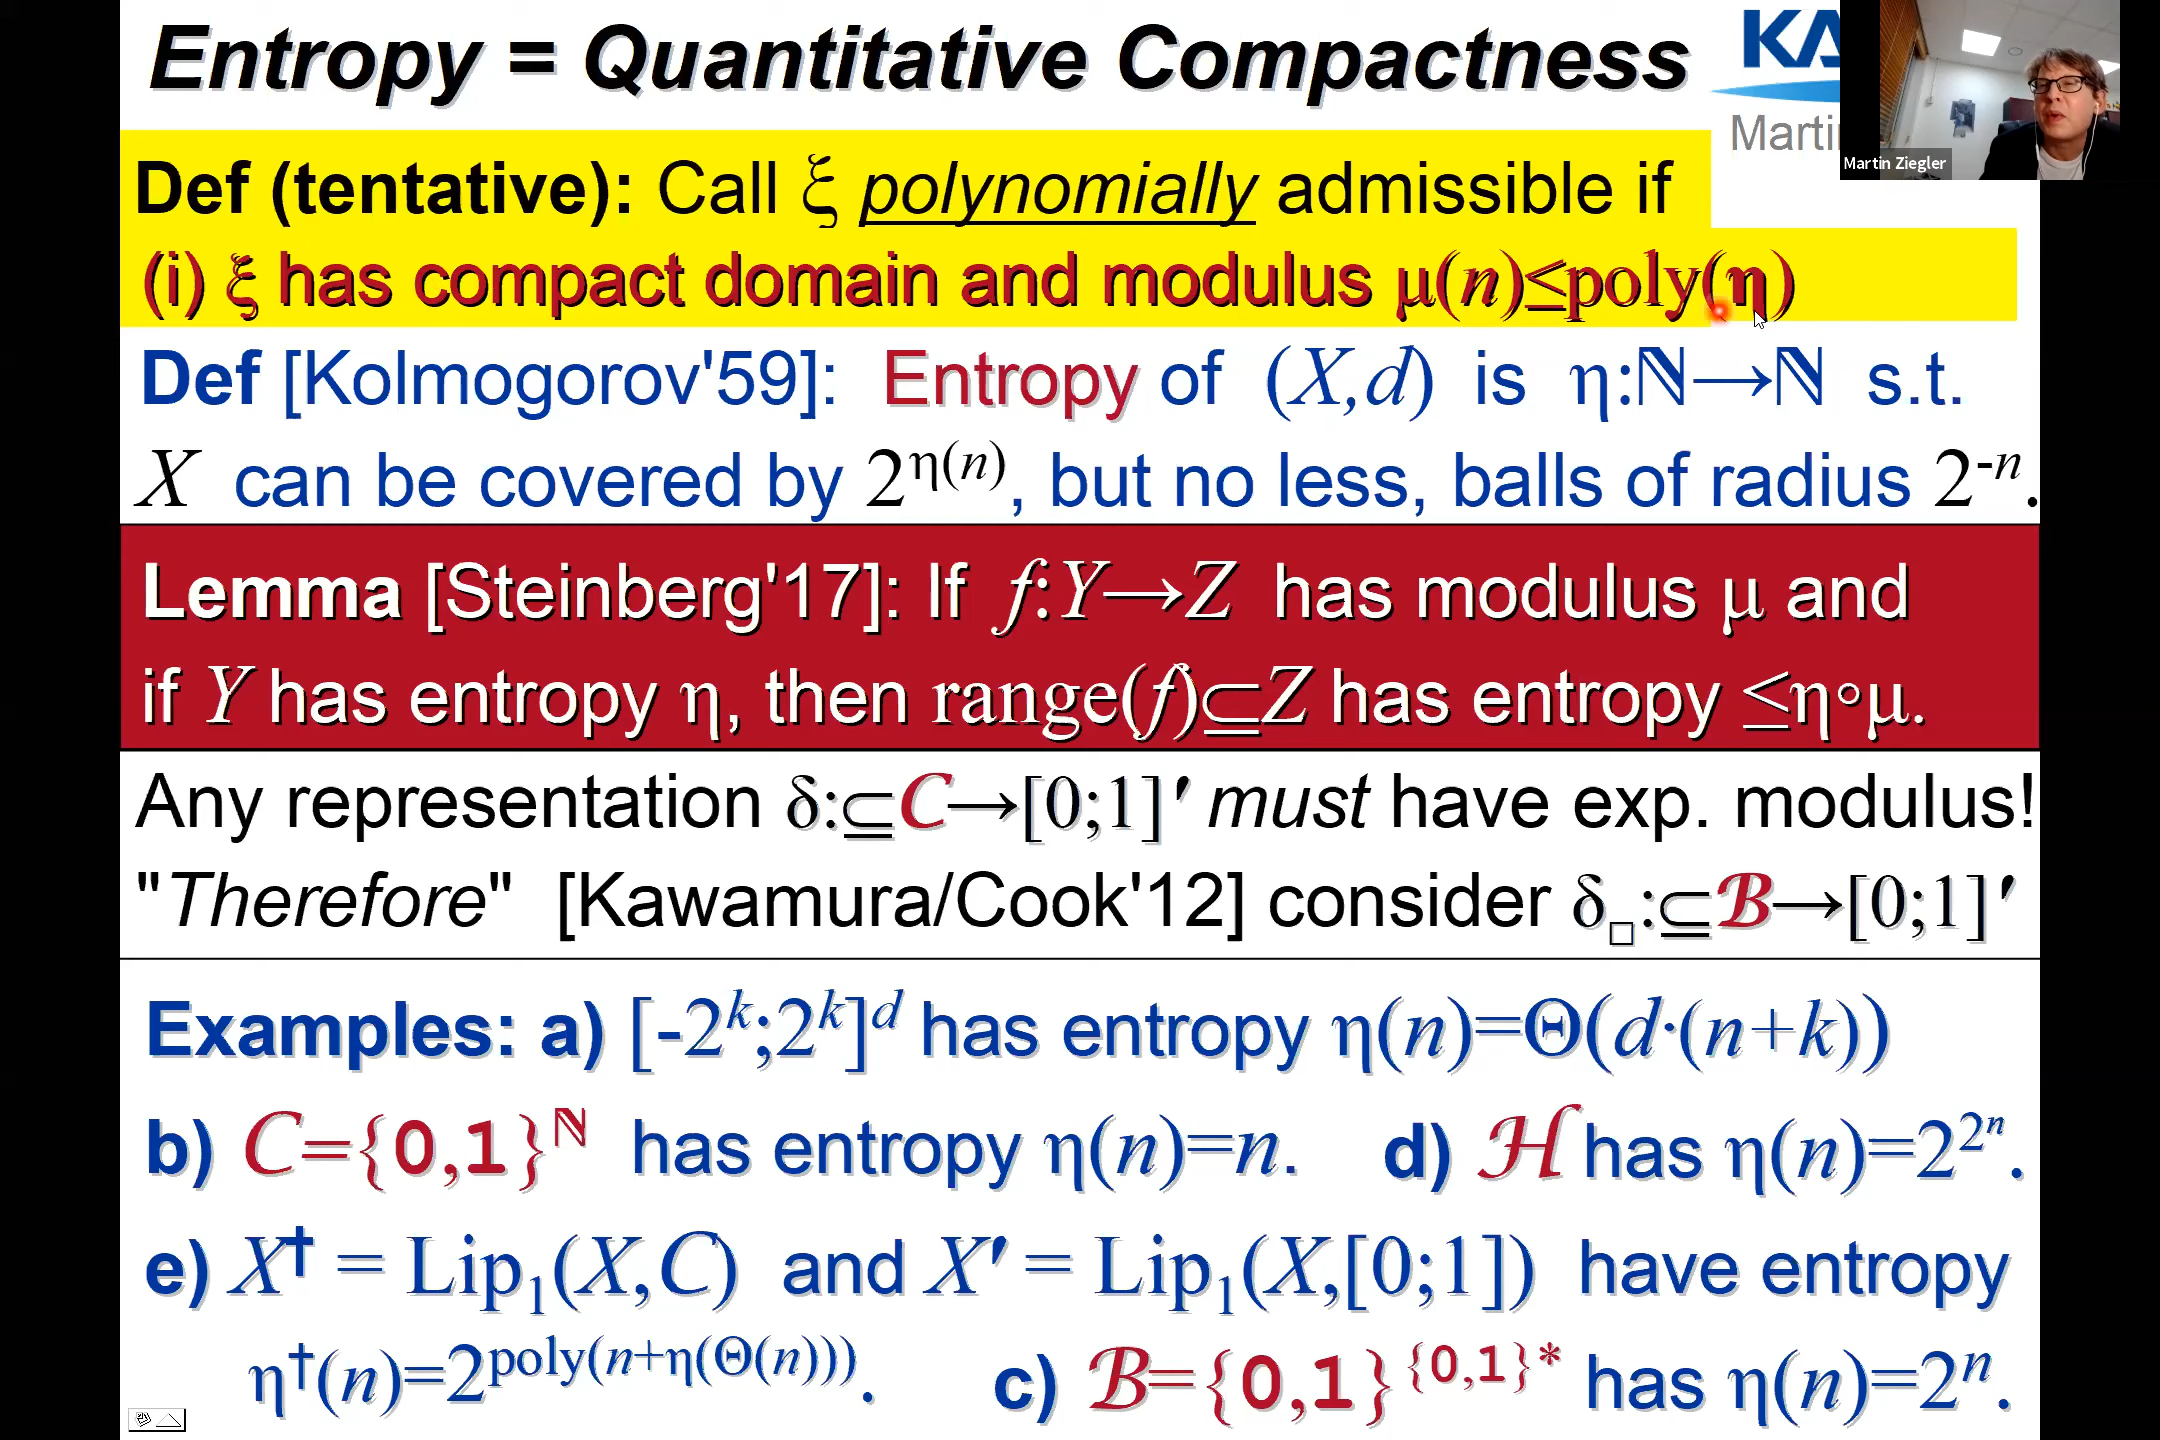 Entropy = Quantitative Compactness
KA
Marti
Martin Ziegler
Def (tentative): Call ξ polynomially admissible if
(i) ξ has compact domain and modulus μ(n)≤poly(η)
Def [Kolmogorov'59]: Entropy of (X,d) is η:ℕ→ℕ s.t.
X can be covered by 2^η(n), but no less, balls of radius 2^-n.
Lemma [Steinberg'17]: If f:Y→Z has modulus μ and
if Y has entropy η, then range(f)⊆Z has entropy ≤η∘μ.
Any representation δ:⊆C→[0;1]′ must have exp. modulus!
"Therefore" [Kawamura/Cook'12] consider δ□:⊆ℬ→[0;1]′
Examples: a) [-2^k;2^k]^d has entropy η(n)=Θ(d·(n+k))
b) C={0,1}^ℕ has entropy η(n)=n. d) ℋ has η(n)=2^2^n.
e) X† = Lip₁(X,C) and X′ = Lip₁(X,[0;1]) have entropy
η†(n)=2^poly(n+η(Θ(n))). c) ℬ={0,1}^{0,1}* has η(n)=2^n.